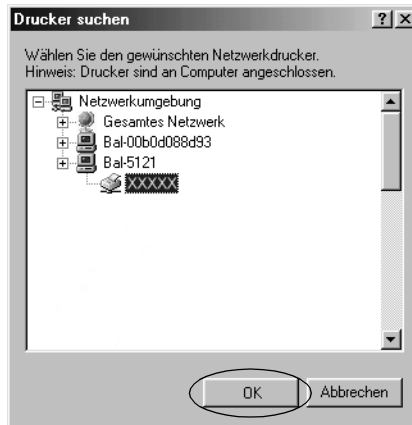 Drucker suchen
Wählen Sie den gewünschten Netzwerkdrucker.
Hinweis: Drucker sind an Computer angeschlossen.
Netzwerkumgebung
Gesamtes Netzwerk
Bal-00b0d088d93
Bal-5121
XXXXX
OK Abbrechen